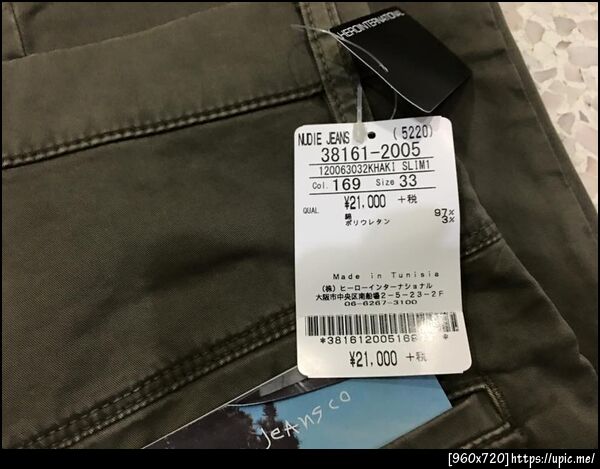 HEROINTERNATIONAL
NUDIE JEANS (5220)
38161-2005
120063032KHAKI SLIM1
Col. 169 Size 33
¥21,000 +税
QUAL 綿 97%
ポリウレタン 3%
Made in Tunisia
(株)ヒーローインターナショナル
大阪市中央区南船場2-5-23-2F
06-6267-3100
¥21,000 +税
jeansco
[960x720]https://upic.me/